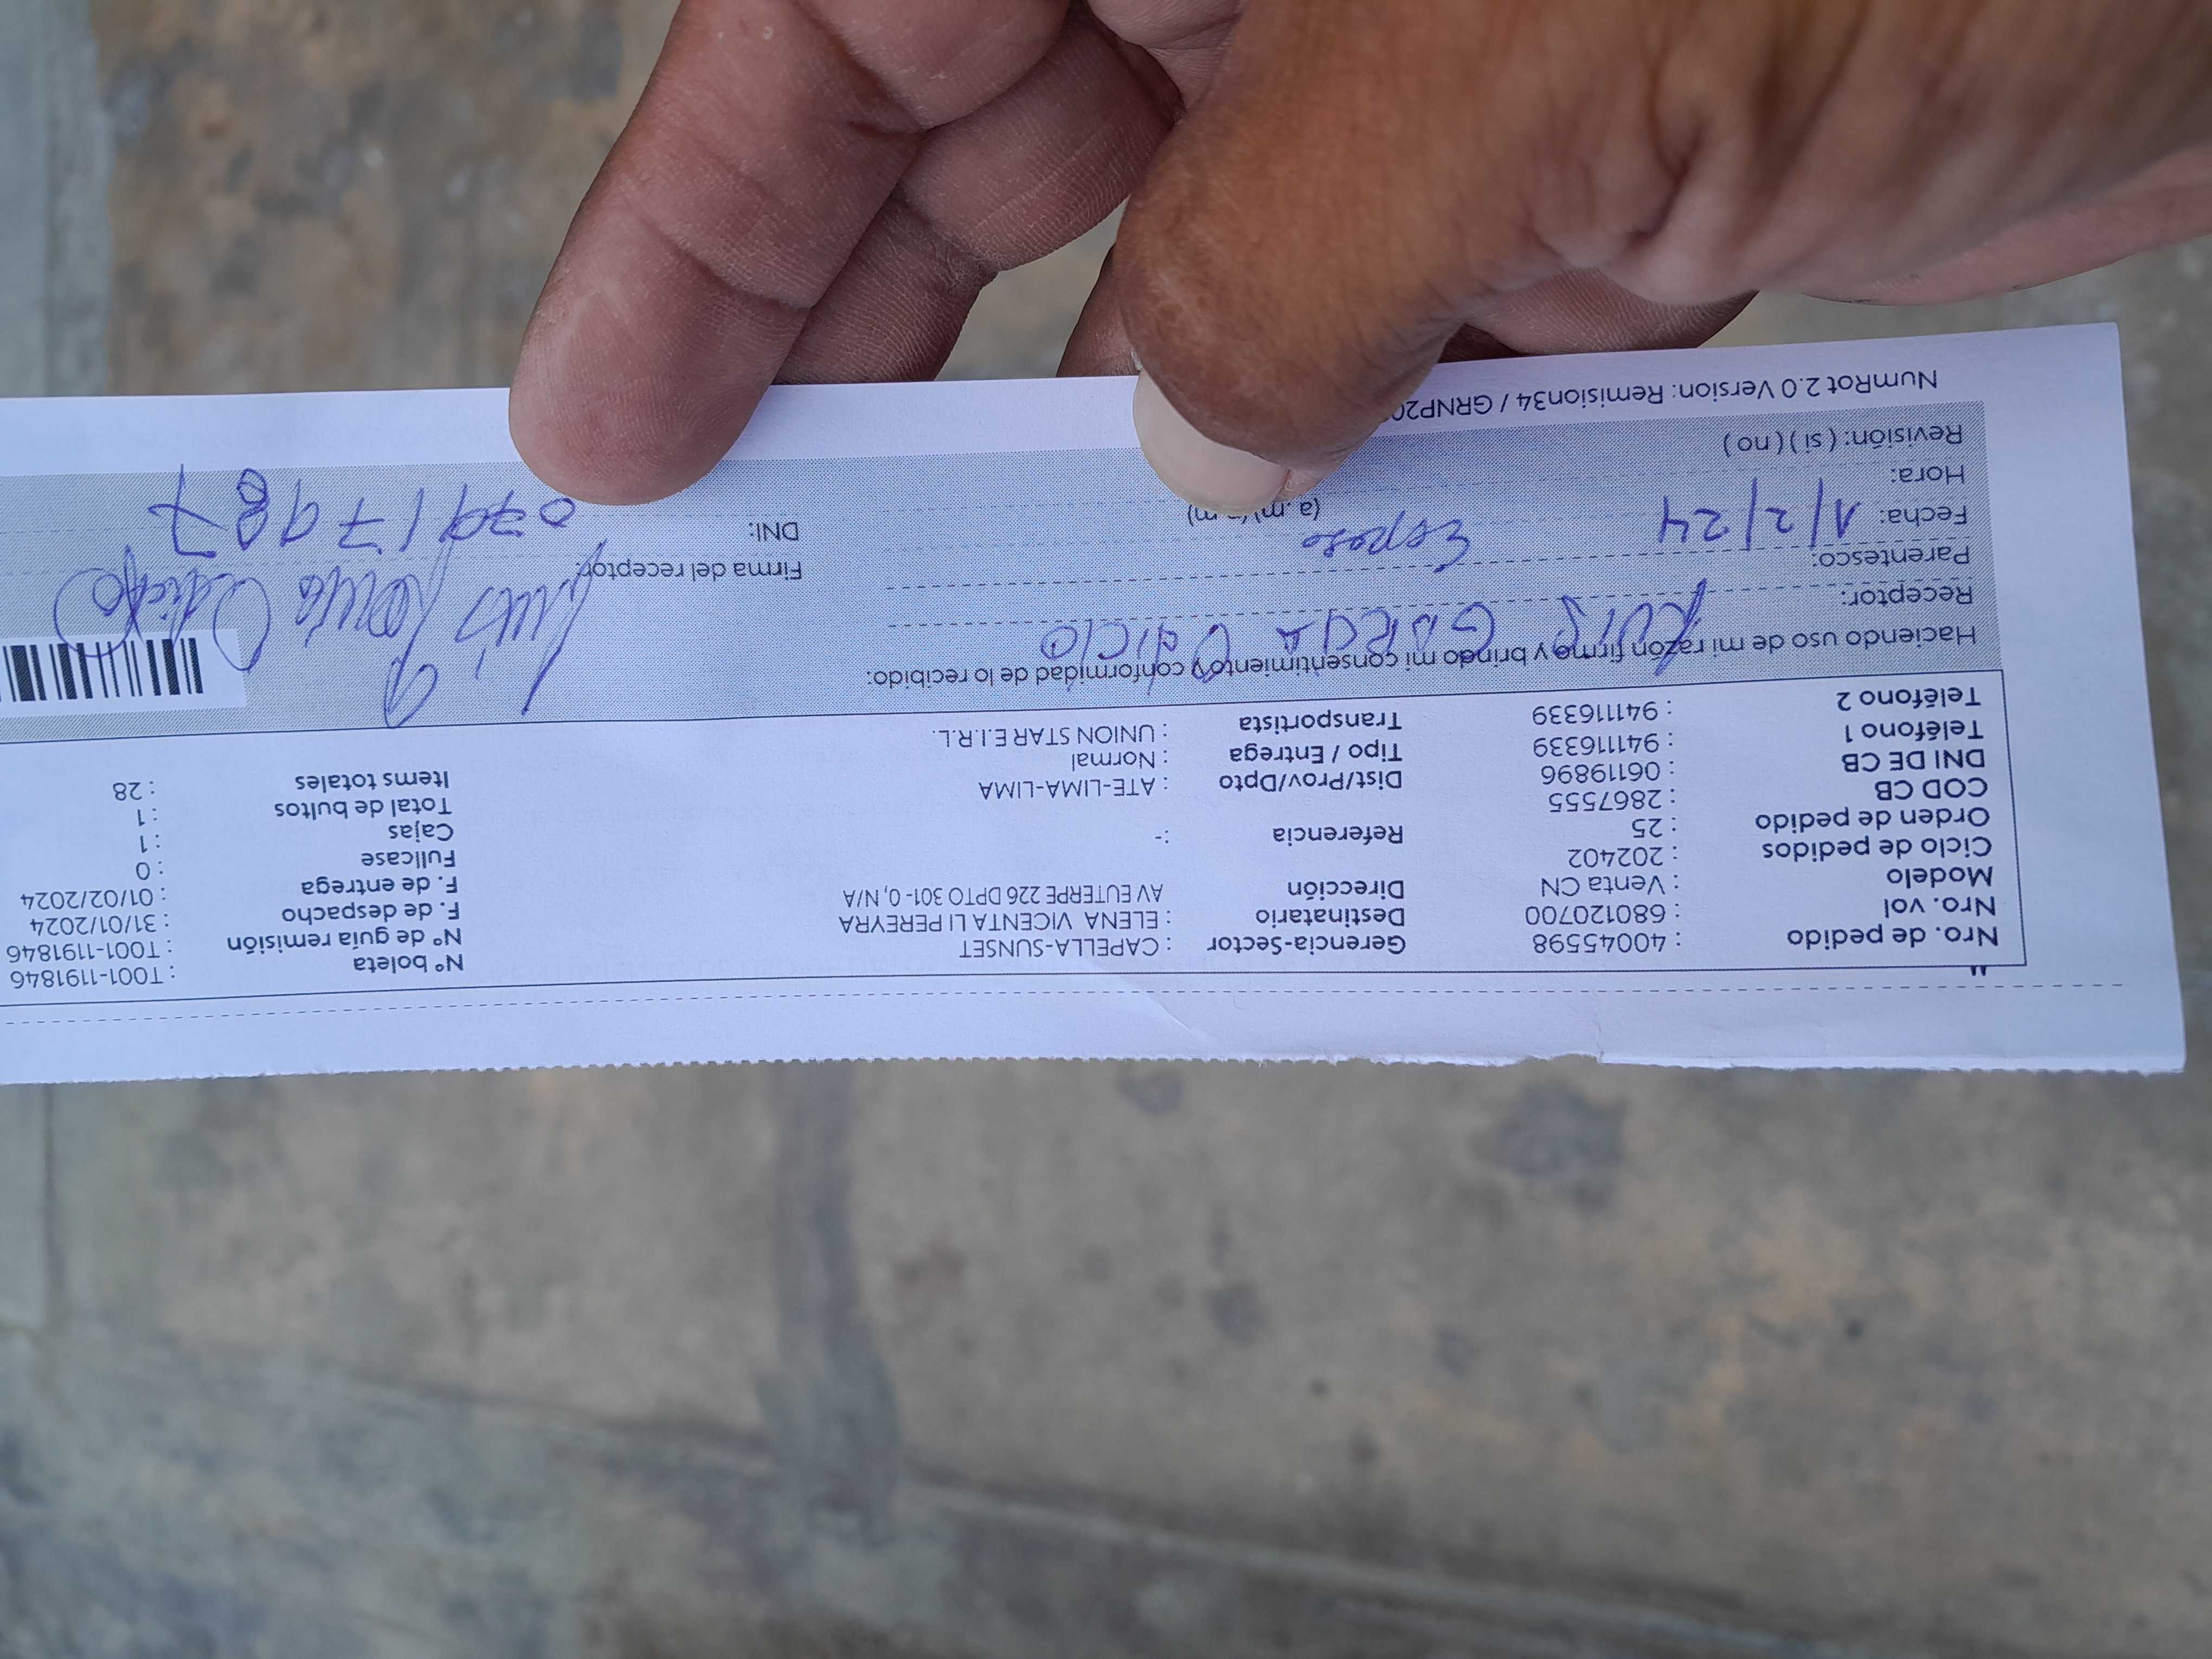 Nro. de pedido : 40045598 Gerencia-Sector : CAPELLA-SUNSET Nº boleta : T001-1191846
Nro. vol : 680120700 Destinatario : ELENA VICENTA LI PEREYRA Nº de guía remisión : T001-1191846
Modelo : Venta CN Dirección AV EUTERPE 226 DPTO 301- 0, N/A F. de despacho : 31/01/2024
Ciclo de pedidos : 202402 F. de entrega : 01/02/2024
Orden de pedido : 25 Referencia :- Fullcase : 0
COD CB : 2867555 Cajas : 1
DNI DE CB : 06119896 Dist/Prov/Dpto : ATE-LIMA-LIMA Total de bultos : 1
Teléfono 1 : 941116339 Tipo / Entrega : Normal Items totales : 28
Teléfono 2 : 941116339 Transportista : UNION STAR E.I.R.L.
Haciendo uso de mi razón firmo y brindo mi consentimiento y conformidad de lo recibido:
Receptor: LUIS GARCIA
Parentesco: Esposo Firma del receptor: Luis
Fecha: 1/2/24 DNI:
Hora: (a.m)
Revisión: ( si ) ( no )
NumRot 2.0 Version: Remision34 / GRNP20